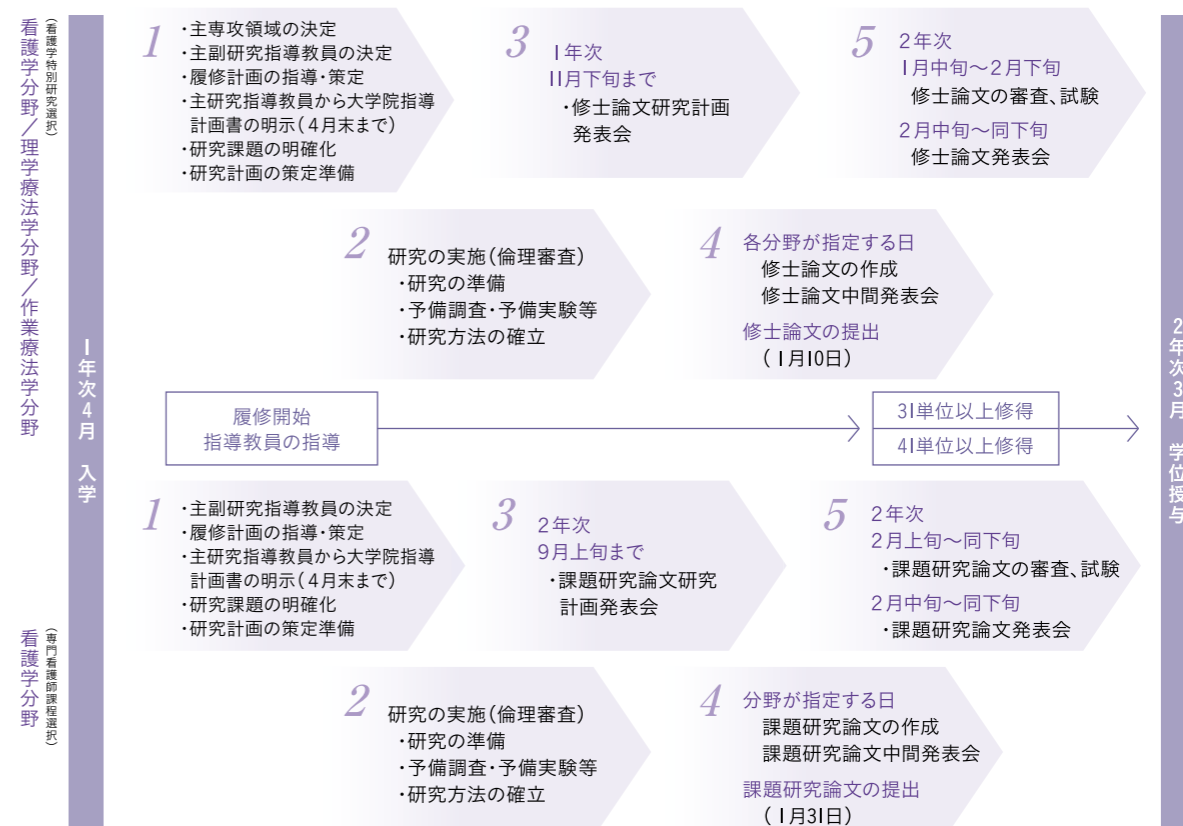 (看護学特別研究選択)
看護学分野/理学療法学分野/作業療法学分野
1年次4月　入学
1
・主専攻領域の決定
・主副研究指導教員の決定
・履修計画の指導・策定
・主研究指導教員から大学院指導
計画書の明示(4月末まで)
・研究課題の明確化
・研究計画の策定準備
2
研究の実施(倫理審査)
・研究の準備
・予備調査・予備実験等
・研究方法の確立
3
1年次
11月下旬まで
・修士論文研究計画
発表会
4
各分野が指定する日
修士論文の作成
修士論文中間発表会
修士論文の提出
(1月10日)
5
2年次
1月中旬〜2月下旬
修士論文の審査、試験
2月中旬〜同下旬
修士論文発表会
履修開始
指導教員の指導
31単位以上修得
41単位以上修得
(専門看護師課程選択)
看護学分野
1
・主副研究指導教員の決定
・履修計画の指導・策定
・主研究指導教員から大学院指導
計画書の明示(4月末まで)
・研究課題の明確化
・研究計画の策定準備
2
研究の実施(倫理審査)
・研究の準備
・予備調査・予備実験等
・研究方法の確立
3
2年次
9月上旬まで
・課題研究論文研究
計画発表会
4
分野が指定する日
課題研究論文の作成
課題研究論文中間発表会
課題研究論文の提出
(1月31日)
5
2年次
2月上旬〜同下旬
・課題研究論文の審査、試験
2月中旬〜同下旬
・課題研究論文発表会
2年次3月　学位授与